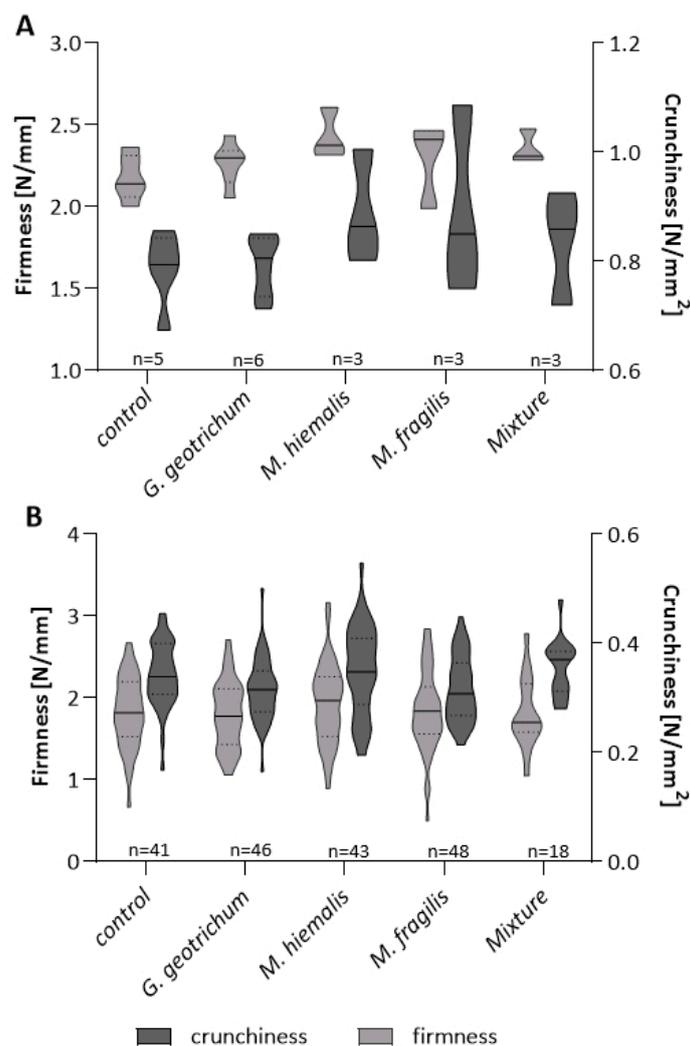 A
3.0
2.5
2.0
1.5
1.0
Firmness [N/mm]
1.2
1.0
0.8
0.6
Crunchiness [N/mm2]
n=5
n=6
n=3
n=3
n=3
control
G. geotrichum
M. hiemalis
M. fragilis
Mixture
B
4
3
2
1
0
Firmness [N/mm]
0.6
0.4
0.2
0.0
Crunchiness [N/mm2]
n=41
n=46
n=43
n=48
n=18
control
G. geotrichum
M. hiemalis
M. fragilis
Mixture
crunchiness
firmness